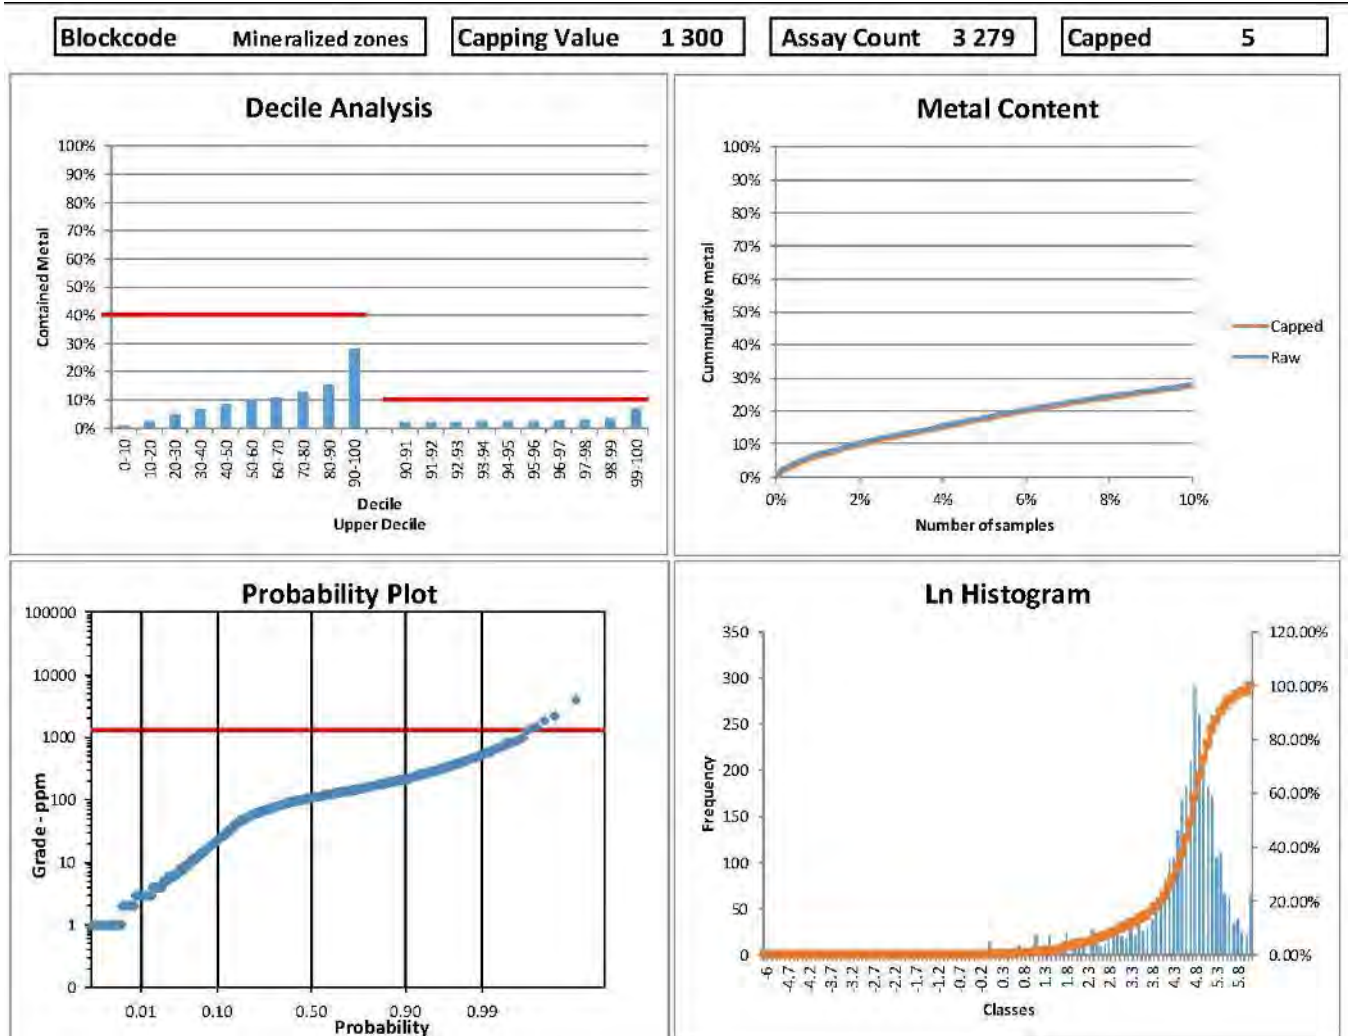 Blockcode Mineralized zones Capping Value 1 300 Assay Count 3 279 Capped 5
Decile Analysis
Contained Metal
100%
90%
80%
70%
60%
50%
40%
30%
20%
10%
0%
0-10 10-20 20-30 30-40 40-50 50-60 60-70 70-80 80-90 90-100 90-91 91-92 92-93 93-94 94-95 95-96 96-97 97-98 98-99 99-100
Decile
Upper Decile
Metal Content
Cummulative metal
100%
90%
80%
70%
60%
50%
40%
30%
20%
10%
0%
0% 2% 4% 6% 8% 10%
Number of samples
Capped
Raw
Probability Plot
Grade - ppm
100000
10000
1000
100
10
1
0
0.01 0.10 0.50 0.90 0.99
Probability
Ln Histogram
Frequency
350
300
250
200
150
100
50
0
120.00%
100.00%
80.00%
60.00%
40.00%
20.00%
0.00%
-6 -4.7 -4.2 -3.7 -3.2 -2.7 -2.2 -1.7 -1.2 -0.7 -0.2 0.3 0.8 1.3 1.8 2.3 2.8 3.3 3.8 4.3 4.8 5.3 5.8
Classes